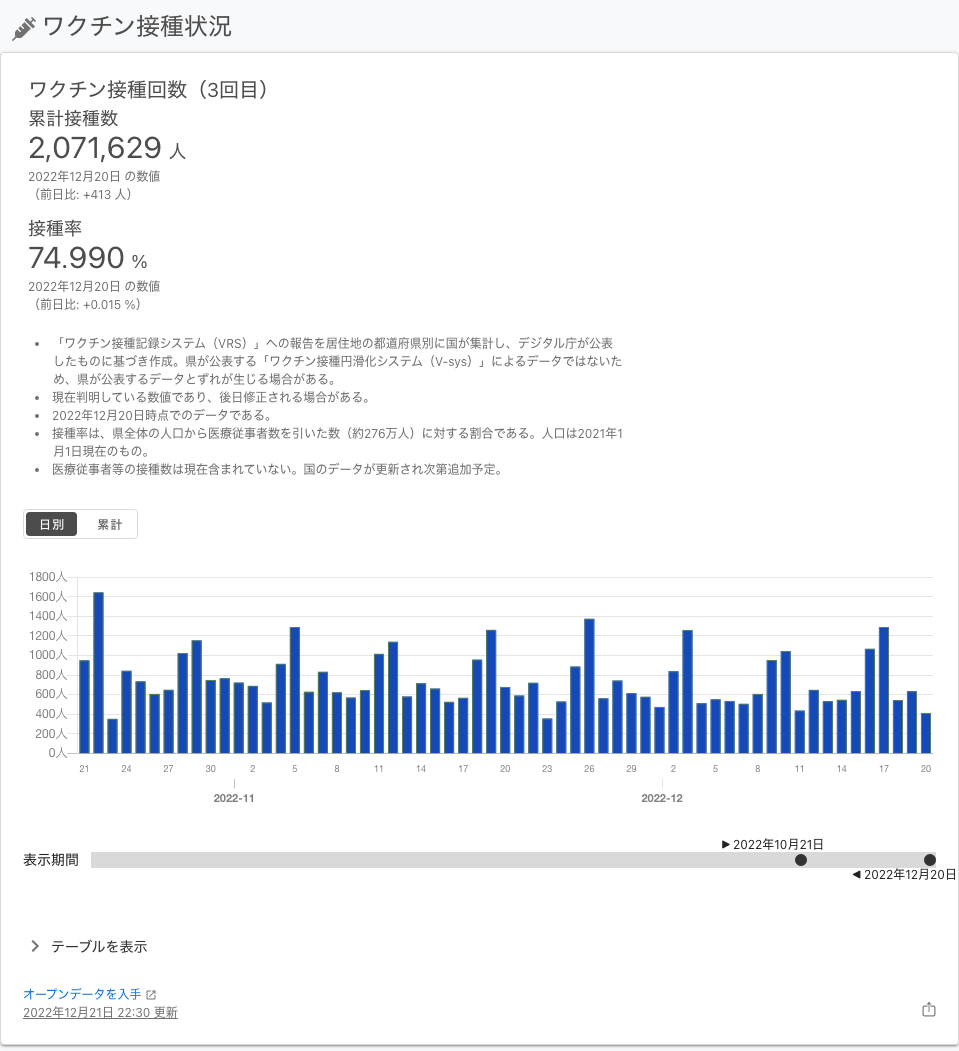 ワクチン接種状況
ワクチン接種回数（3回目）
累計接種数
2,071,629 人
2022年12月20日 の数値
（前日比: +413 人）
接種率
74.990 %
2022年12月20日 の数値
（前日比: +0.015 %）
• 「ワクチン接種記録システム（VRS）」への報告を居住地の都道府県別に国が集計し、デジタル庁が公表
したものに基づき作成。県が公表する「ワクチン接種円滑化システム（V-sys）」によるデータではないた
め、県が公表するデータとずれが生じる場合がある。
• 現在判明している数値であり、後日修正される場合がある。
• 2022年12月20日時点でのデータである。
• 接種率は、県全体の人口から医療従事者数を引いた数（約276万人）に対する割合である。人口は2021年1
月1日現在のもの。
• 医療従事者等の接種数は現在含まれていない。国のデータが更新され次第追加予定。
日別 累計
1800人
1600人
1400人
1200人
1000人
800人
600人
400人
200人
0人
21 24 27 30 2 5 8 11 14 17 20 23 26 29 2 5 8 11 14 17 20
2022-11 2022-12
2022年10月21日
表示期間
2022年12月20日
テーブルを表示
オープンデータを入手
2022年12月21日 22:30 更新